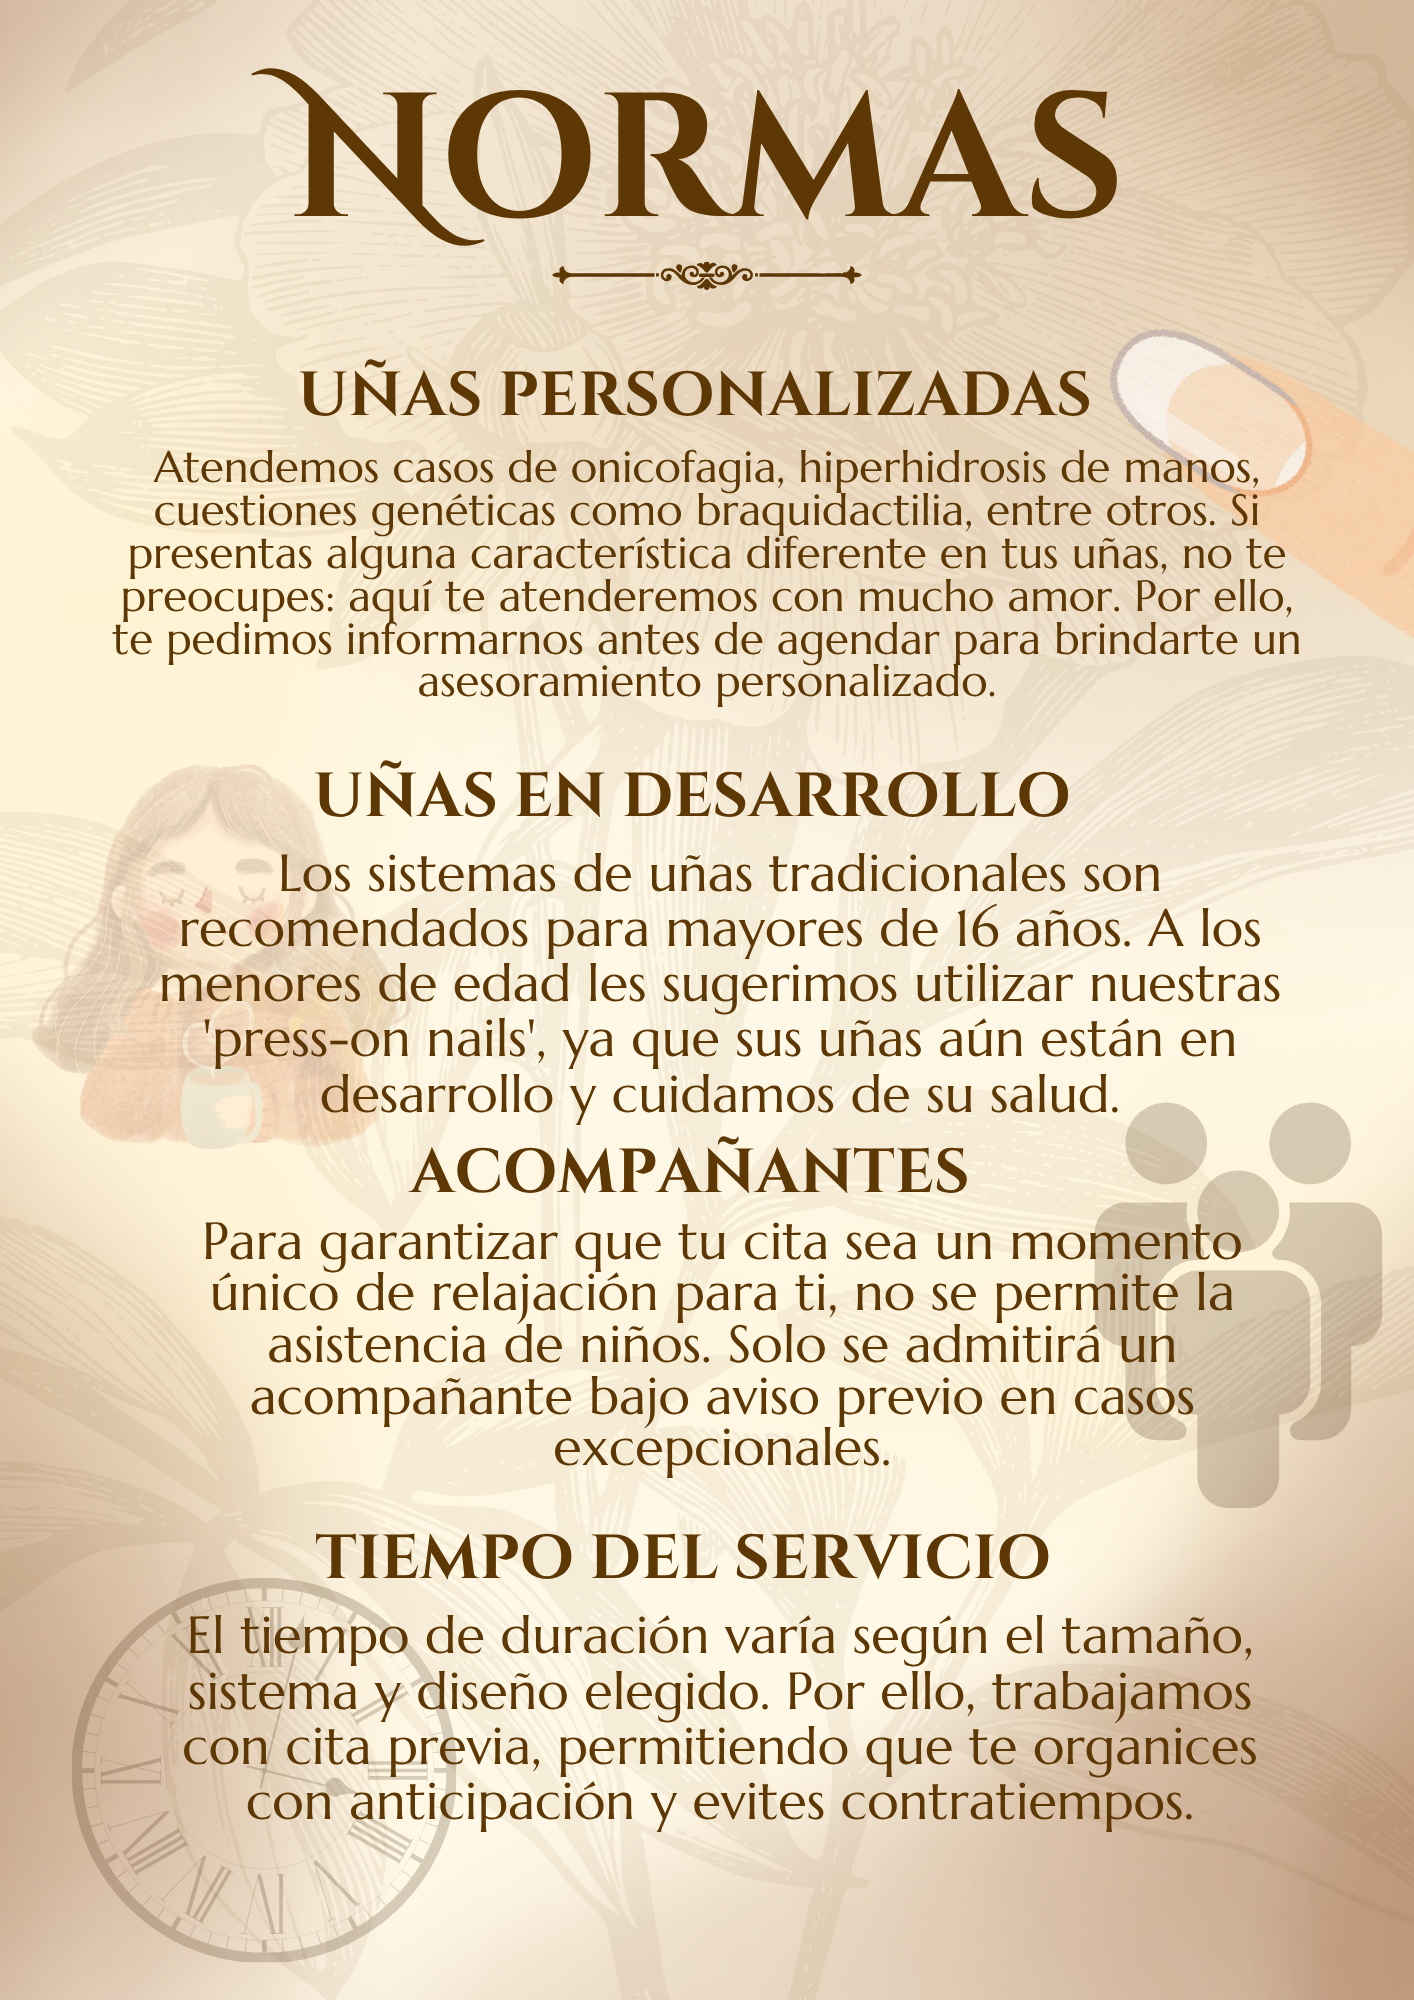 NORMAS
UÑAS PERSONALIZADAS
Atendemos casos de onicofagia, hiperhidrosis de manos,
cuestiones genéticas como braquidactilia, entre otros. Si
presentas alguna característica diferente en tus uñas, no te
preocupes: aquí te atenderemos con mucho amor. Por ello,
te pedimos informarnos antes de agendar para brindarte un
asesoramiento personalizado.
UÑAS EN DESARROLLO
Los sistemas de uñas tradicionales son
recomendados para mayores de 16 años. A los
menores de edad les sugerimos utilizar nuestras
'press-on nails', ya que sus uñas aún están en
desarrollo y cuidamos de su salud.
ACOMPAÑANTES
Para garantizar que tu cita sea un momento
único de relajación para ti, no se permite la
asistencia de niños. Solo se admitirá un
acompañante bajo aviso previo en casos
excepcionales.
TIEMPO DEL SERVICIO
El tiempo de duración varía según el tamaño,
sistema y diseño elegido. Por ello, trabajamos
con cita previa, permitiendo que te organices
con anticipación y evites contratiempos.